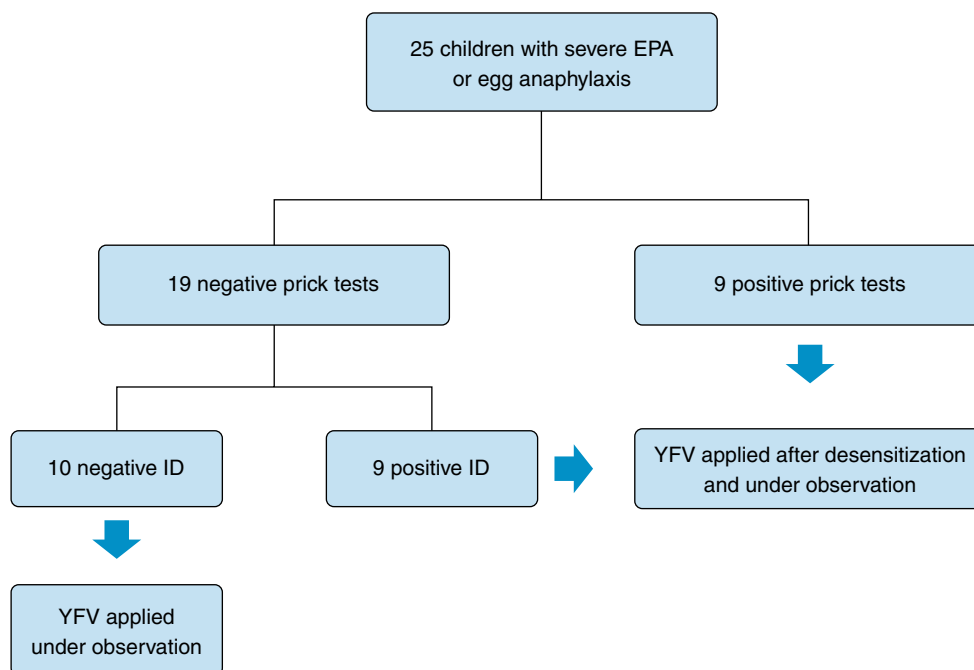 25 children with severe EPA
or egg anaphylaxis
19 negative prick tests
9 positive prick tests
10 negative ID
9 positive ID
YFV applied after desensitization
and under observation
YFV applied
under observation